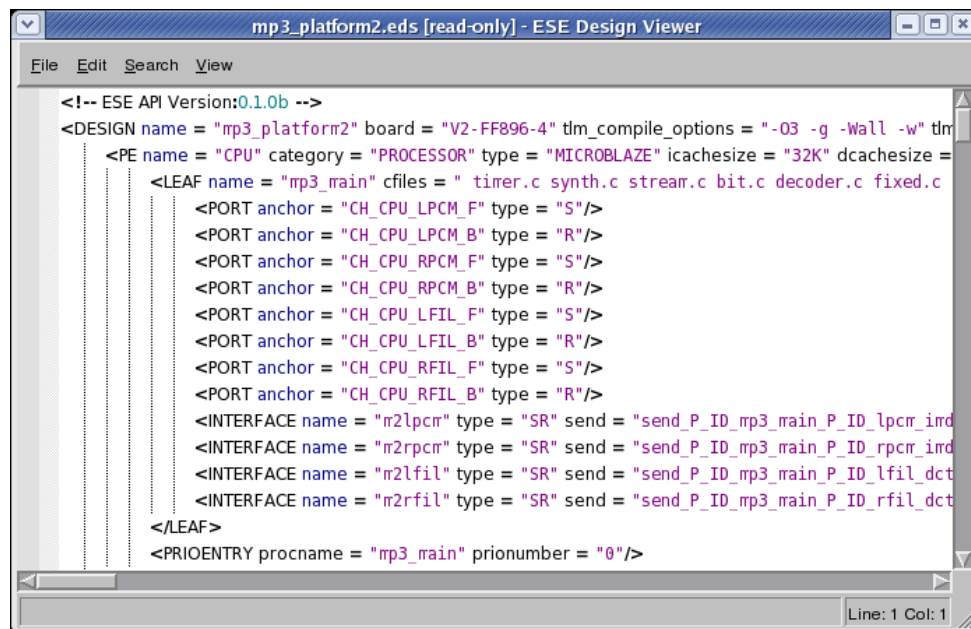 mp3_platform2.eds [read-only] - ESE Design Viewer
File Edit Search View
<!-- ESE API Version:0.1.0b -->
<DESIGN name = "mp3_platform2" board = "V2-FF896-4" tlm_compile_options = "-O3 -g -Wall -w" tlm
<PE name = "CPU" category = "PROCESSOR" type = "MICROBLAZE" icachesize = "32K" dcachesize =
<LEAF name = "mp3_main" cfiles = " timer.c synth.c stream.c bit.c decoder.c fixed.c
<PORT anchor = "CH_CPU_LPCM_F" type = "S"/>
<PORT anchor = "CH_CPU_LPCM_B" type = "R"/>
<PORT anchor = "CH_CPU_RPCM_F" type = "S"/>
<PORT anchor = "CH_CPU_RPCM_B" type = "R"/>
<PORT anchor = "CH_CPU_LFIL_F" type = "S"/>
<PORT anchor = "CH_CPU_LFIL_B" type = "R"/>
<PORT anchor = "CH_CPU_RFIL_F" type = "S"/>
<PORT anchor = "CH_CPU_RFIL_B" type = "R"/>
<INTERFACE name = "m2lpcm" type = "SR" send = "send_P_ID_mp3_main_P_ID_lpcm_imd
<INTERFACE name = "m2rpcm" type = "SR" send = "send_P_ID_mp3_main_P_ID_rpcm_imd
<INTERFACE name = "m2lfil" type = "SR" send = "send_P_ID_mp3_main_P_ID_lfil_dct
<INTERFACE name = "m2rfil" type = "SR" send = "send_P_ID_mp3_main_P_ID_rfil_dct
</LEAF>
<PRIOENTRY procname = "mp3_main" prionumber = "0"/>
Line: 1 Col: 1